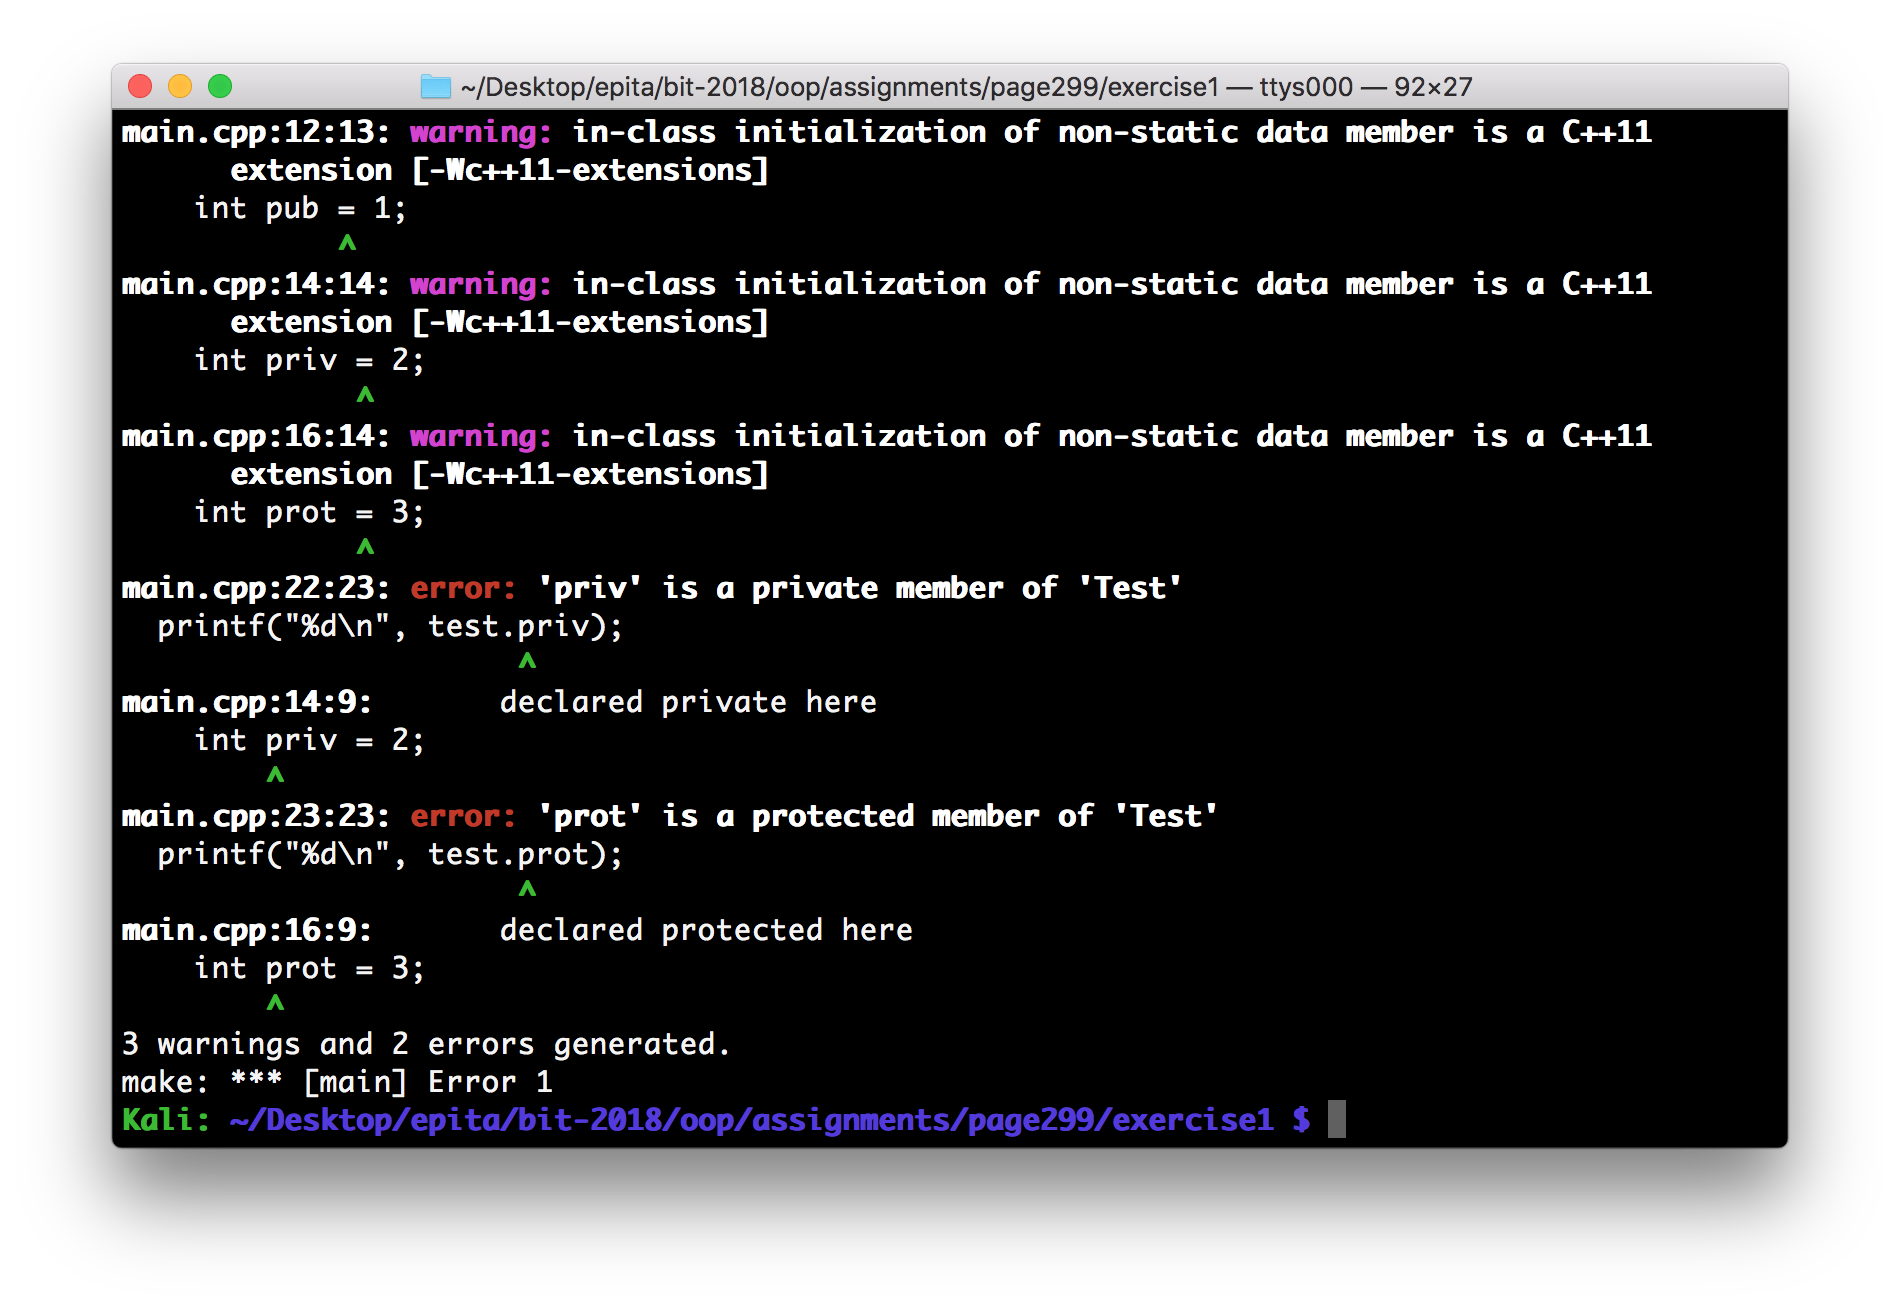 ~/Desktop/epita/bit-2018/oop/assignments/page299/exercise1 — ttys000 — 92×27
main.cpp:12:13: warning: in-class initialization of non-static data member is a C++11
      extension [-Wc++11-extensions]
    int pub = 1;
            ^
main.cpp:14:14: warning: in-class initialization of non-static data member is a C++11
      extension [-Wc++11-extensions]
    int priv = 2;
             ^
main.cpp:16:14: warning: in-class initialization of non-static data member is a C++11
      extension [-Wc++11-extensions]
    int prot = 3;
             ^
main.cpp:22:23: error: 'priv' is a private member of 'Test'
  printf("%d\n", test.priv);
                      ^
main.cpp:14:9:       declared private here
    int priv = 2;
        ^
main.cpp:23:23: error: 'prot' is a protected member of 'Test'
  printf("%d\n", test.prot);
                      ^
main.cpp:16:9:       declared protected here
    int prot = 3;
        ^
3 warnings and 2 errors generated.
make: *** [main] Error 1
Kali: ~/Desktop/epita/bit-2018/oop/assignments/page299/exercise1 $